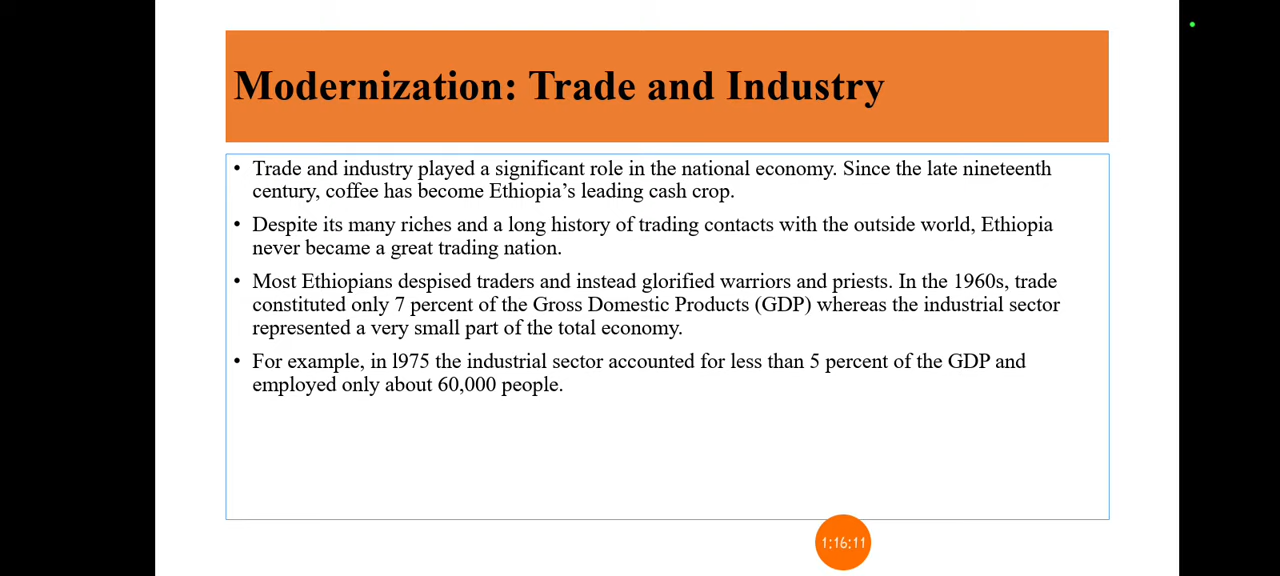 Modernization: Trade and Industry
• Trade and industry played a significant role in the national economy. Since the late nineteenth
century, coffee has become Ethiopia’s leading cash crop.
• Despite its many riches and a long history of trading contacts with the outside world, Ethiopia
never became a great trading nation.
• Most Ethiopians despised traders and instead glorified warriors and priests. In the 1960s, trade
constituted only 7 percent of the Gross Domestic Products (GDP) whereas the industrial sector
represented a very small part of the total economy.
• For example, in l975 the industrial sector accounted for less than 5 percent of the GDP and
employed only about 60,000 people.
1:16:11